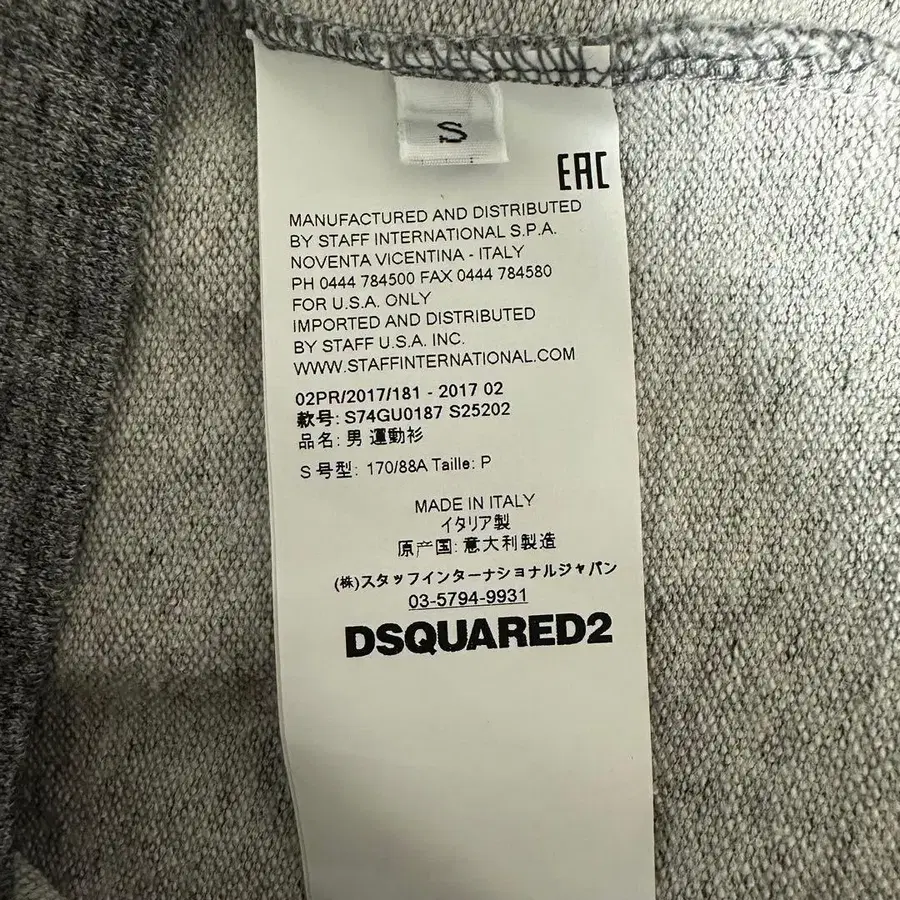 S
EAC
MANUFACTURED AND DISTRIBUTED
BY STAFF INTERNATIONAL S.P.A.
NOVENTA VICENTINA - ITALY
PH 0444 784500 FAX 0444 784580
FOR U.S.A. ONLY
IMPORTED AND DISTRIBUTED
BY STAFF U.S.A. INC.
WWW.STAFFINTERNATIONAL.COM
02PR/2017/181 - 2017 02
款号: S74GU0187 S25202
品名: 男 運動衫
S 号型: 170/88A Taille: P
MADE IN ITALY
イタリア製
原产国: 意大利製造
(株)スタッフインターナショナルジャパン
03-5794-9931
DSQUARED2